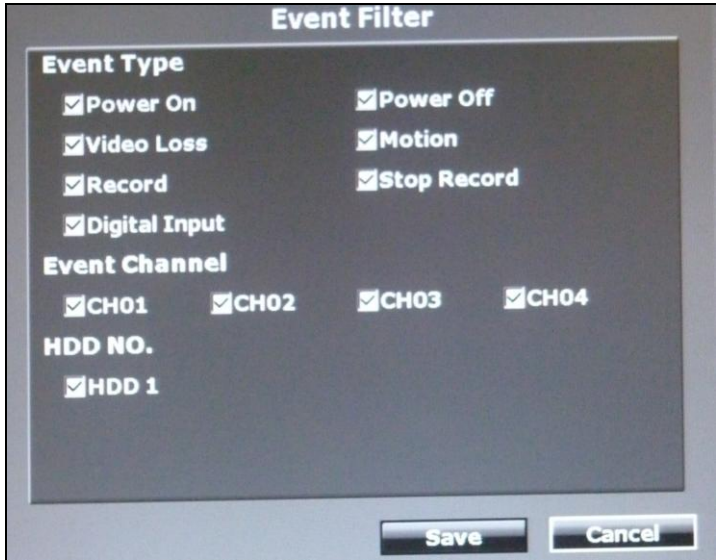 Event Filter
Event Type
Power On Power Off
Video Loss Motion
Record Stop Record
Digital Input
Event Channel
CH01 CH02 CH03 CH04
HDD NO.
HDD 1
Save Cancel